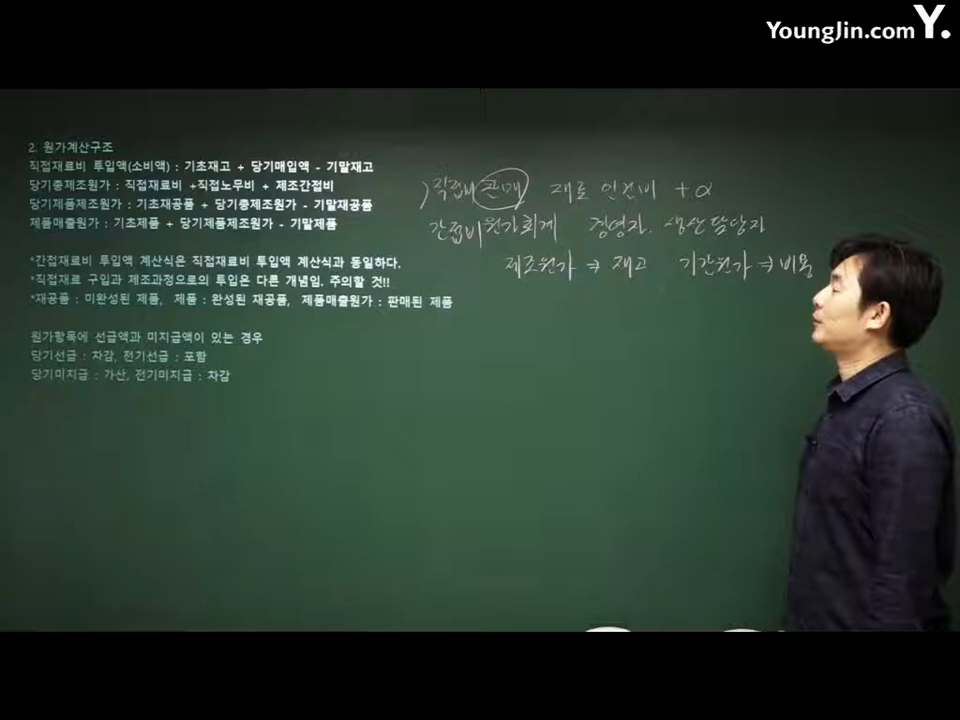 YoungJin.com Y.
2. 원가계산구조
직접재료비 투입액(소비액) : 기초재고 + 당기매입액 - 기말재고
당기총제조원가 : 직접재료비 +직접노무비 + 제조간접비
당기제품제조원가 : 기초재공품 + 당기총제조원가 - 기말재공품
제품매출원가 : 기초제품 + 당기제품제조원가 - 기말제품
*간접재료비 투입액 계산식은 직접재료비 투입액 계산식과 동일하다.
*직접재료 구입과 제조과정으로의 투입은 다른 개념임. 주의할 것!!
*재공품 : 미완성된 제품, 제품 : 완성된 재공품, 제품매출원가 : 판매된 제품
원가항목에 선급액과 미지급액이 있는 경우
당기선급 : 차감, 전기선급 : 포함
당기미지급 : 가산, 전기미지급 : 차감
직접비 판매 재료 인건비 + α
간접비 원가회계 경영자. 생산담당자
제조원가 ⇒ 재고 기간원가 ⇒ 비용